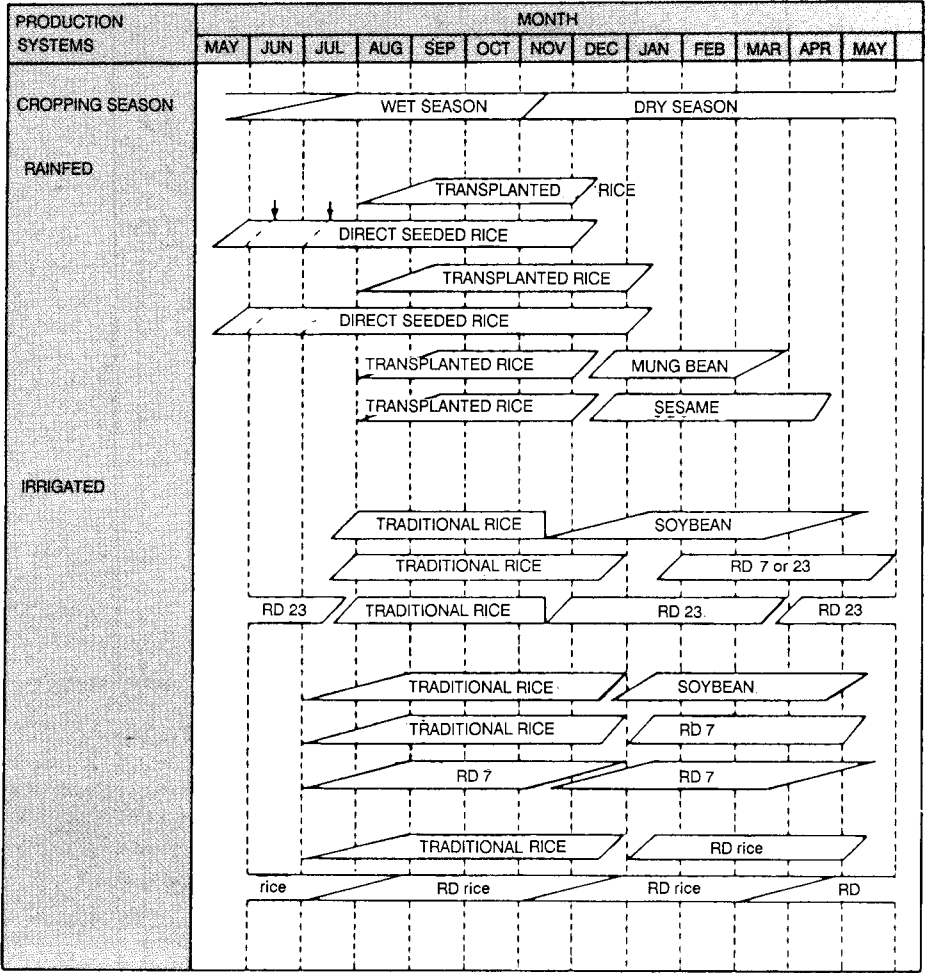 PRODUCTION SYSTEMS MONTH
MAY JUN JUL AUG SEP OCT NOV DEC JAN FEB MAR APR MAY
CROPPING SEASON WET SEASON DRY SEASON
RAINFED
TRANSPLANTED RICE
DIRECT SEEDED RICE
TRANSPLANTED RICE
DIRECT SEEDED RICE
TRANSPLANTED RICE MUNG BEAN
TRANSPLANTED RICE SESAME
IRRIGATED
TRADITIONAL RICE SOYBEAN
TRADITIONAL RICE RD 7 or 23
RD 23 TRADITIONAL RICE RD 23. RD 23
TRADITIONAL RICE SOYBEAN
TRADITIONAL RICE RD 7
RD 7 RD 7
TRADITIONAL RICE RD rice
rice RD rice RD rice RD